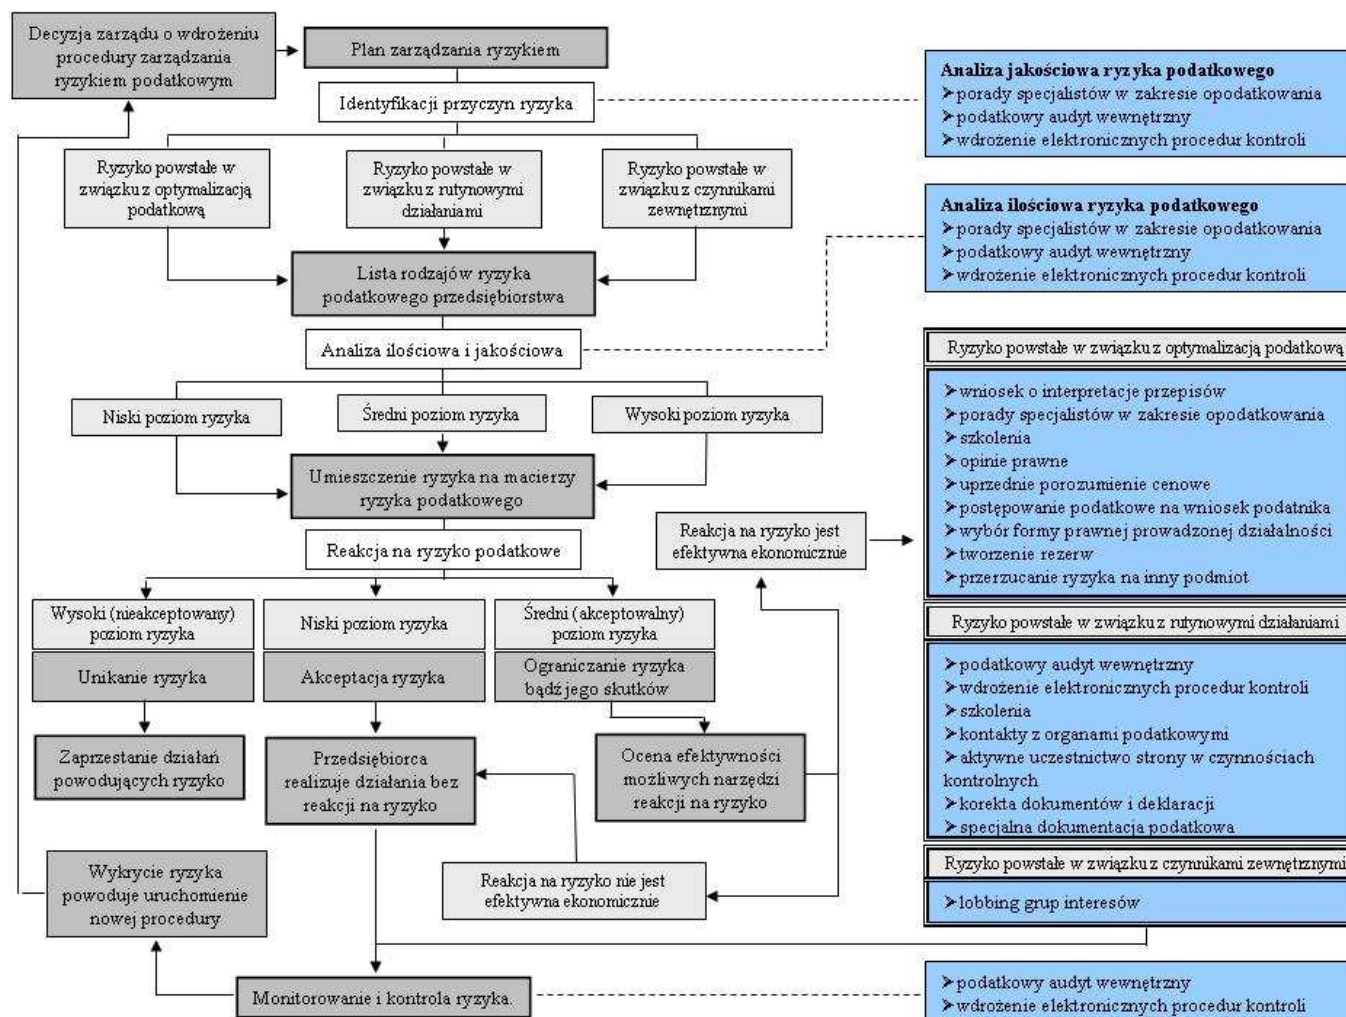 Decyzja zarządu o wdrożeniu
procedury zarządzania
ryzykiem podatkowym
Plan zarządzania ryzykiem
Identyfikacji przyczyn ryzyka
Analiza jakościowa ryzyka podatkowego
➤porady specjalistów w zakresie opodatkowania
➤podatkowy audyt wewnętrzny
➤wdrożenie elektronicznych procedur kontroli
Ryzyko powstałe w
związku z optymalizacją
podatkową
Ryzyko powstałe w
związku z rutynowymi
działaniami
Ryzyko powstałe w
związku z czynnikami
zewnętrznymi
Analiza ilościowa ryzyka podatkowego
➤porady specjalistów w zakresie opodatkowania
➤podatkowy audyt wewnętrzny
➤wdrożenie elektronicznych procedur kontroli
Lista rodzajów ryzyka
podatkowego przedsiębiorstwa
Analiza ilościowa i jakościowa
Niski poziom ryzyka
Średni poziom ryzyka
Wysoki poziom ryzyka
Umieszczenie ryzyka na macierzy
ryzyka podatkowego
Reakcja na ryzyko podatkowe
Reakcja na ryzyko jest
efektywna ekonomicznie
Ryzyko powstałe w związku z optymalizacją podatkową
➤wniosek o interpretacje przepisów
➤porady specjalistów w zakresie opodatkowania
➤szkolenia
➤opinie prawne
➤uprzednie porozumienie cenowe
➤postępowanie podatkowe na wniosek podatnika
➤wybór formy prawnej prowadzonej działalności
➤tworzenie rezerw
➤przerzucanie ryzyka na inny podmiot
Wysoki (nieakceptowany)
poziom ryzyka
Niski poziom ryzyka
Średni (akceptowalny)
poziom ryzyka
Unikanie ryzyka
Akceptacja ryzyka
Ograniczanie ryzyka
bądź jego skutków
Ryzyko powstałe w związku z rutynowymi działaniami
➤podatkowy audyt wewnętrzny
➤wdrożenie elektronicznych procedur kontroli
➤szkolenia
➤kontakty z organami podatkowymi
➤aktywne uczestnictwo strony w czynnościach
kontrolnych
➤korekta dokumentów i deklaracji
➤specjalna dokumentacja podatkowa
Zaprzestanie działań
powodujących ryzyko
Przedsiębiorca
realizuje działania bez
reakcji na ryzyko
Ocena efektywności
możliwych narzędzi
reakcji na ryzyko
Wykrycie ryzyka
powoduje uruchomienie
nowej procedury
Reakcja na ryzyko nie jest
efektywna ekonomicznie
Ryzyko powstałe w związku z czynnikami zewnętrznymi
➤lobbing grup interesów
Monitorowanie i kontrola ryzyka.
➤podatkowy audyt wewnętrzny
➤wdrożenie elektronicznych procedur kontroli